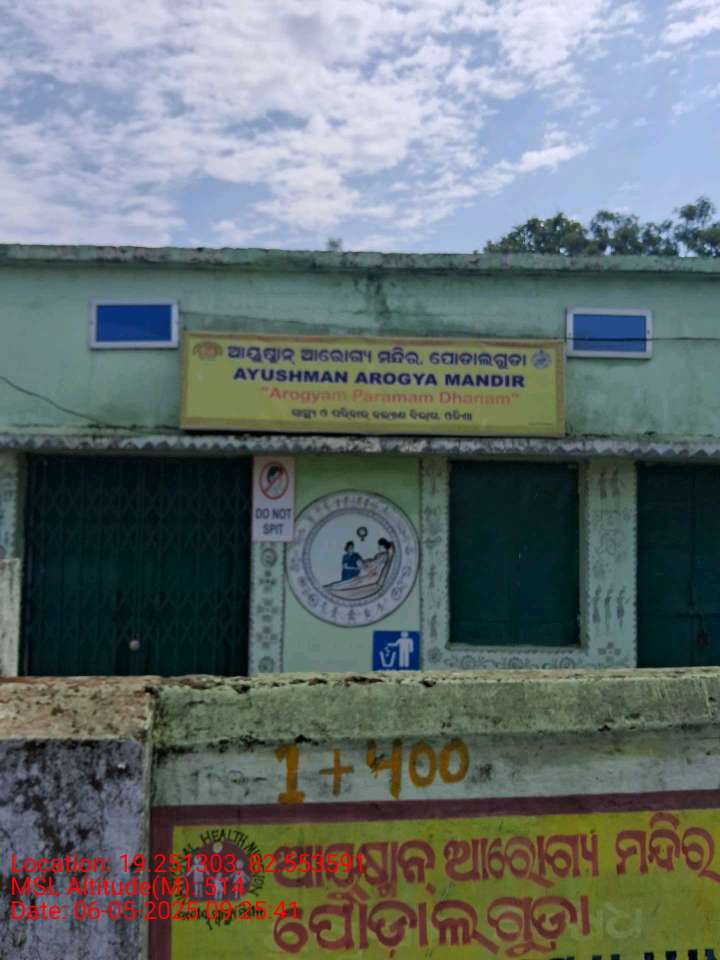 ଆୟୁଷ୍ମାନ୍ ଆରୋଗ୍ୟ ମନ୍ଦିର, ପୋଡାଲଗୁଡା
AYUSHMAN AROGYA MANDIR
"Arogyam Paramam Dhanam"
ସ୍ୱାସ୍ଥ୍ୟ ଓ ପରିବାର କଲ୍ୟାଣ ବିଭାଗ, ଓଡିଶା
DO NOT
SPIT
1+400
ଆୟୁଷ୍ମାନ୍ ଆରୋଗ୍ୟ ମନ୍ଦିର
ପୋଡ଼ାଲଗୁଡ଼ା
Location: 19.251303, 82.553591
MSL Altitude(M): 514
Date: 06-05-2025 09:25:41